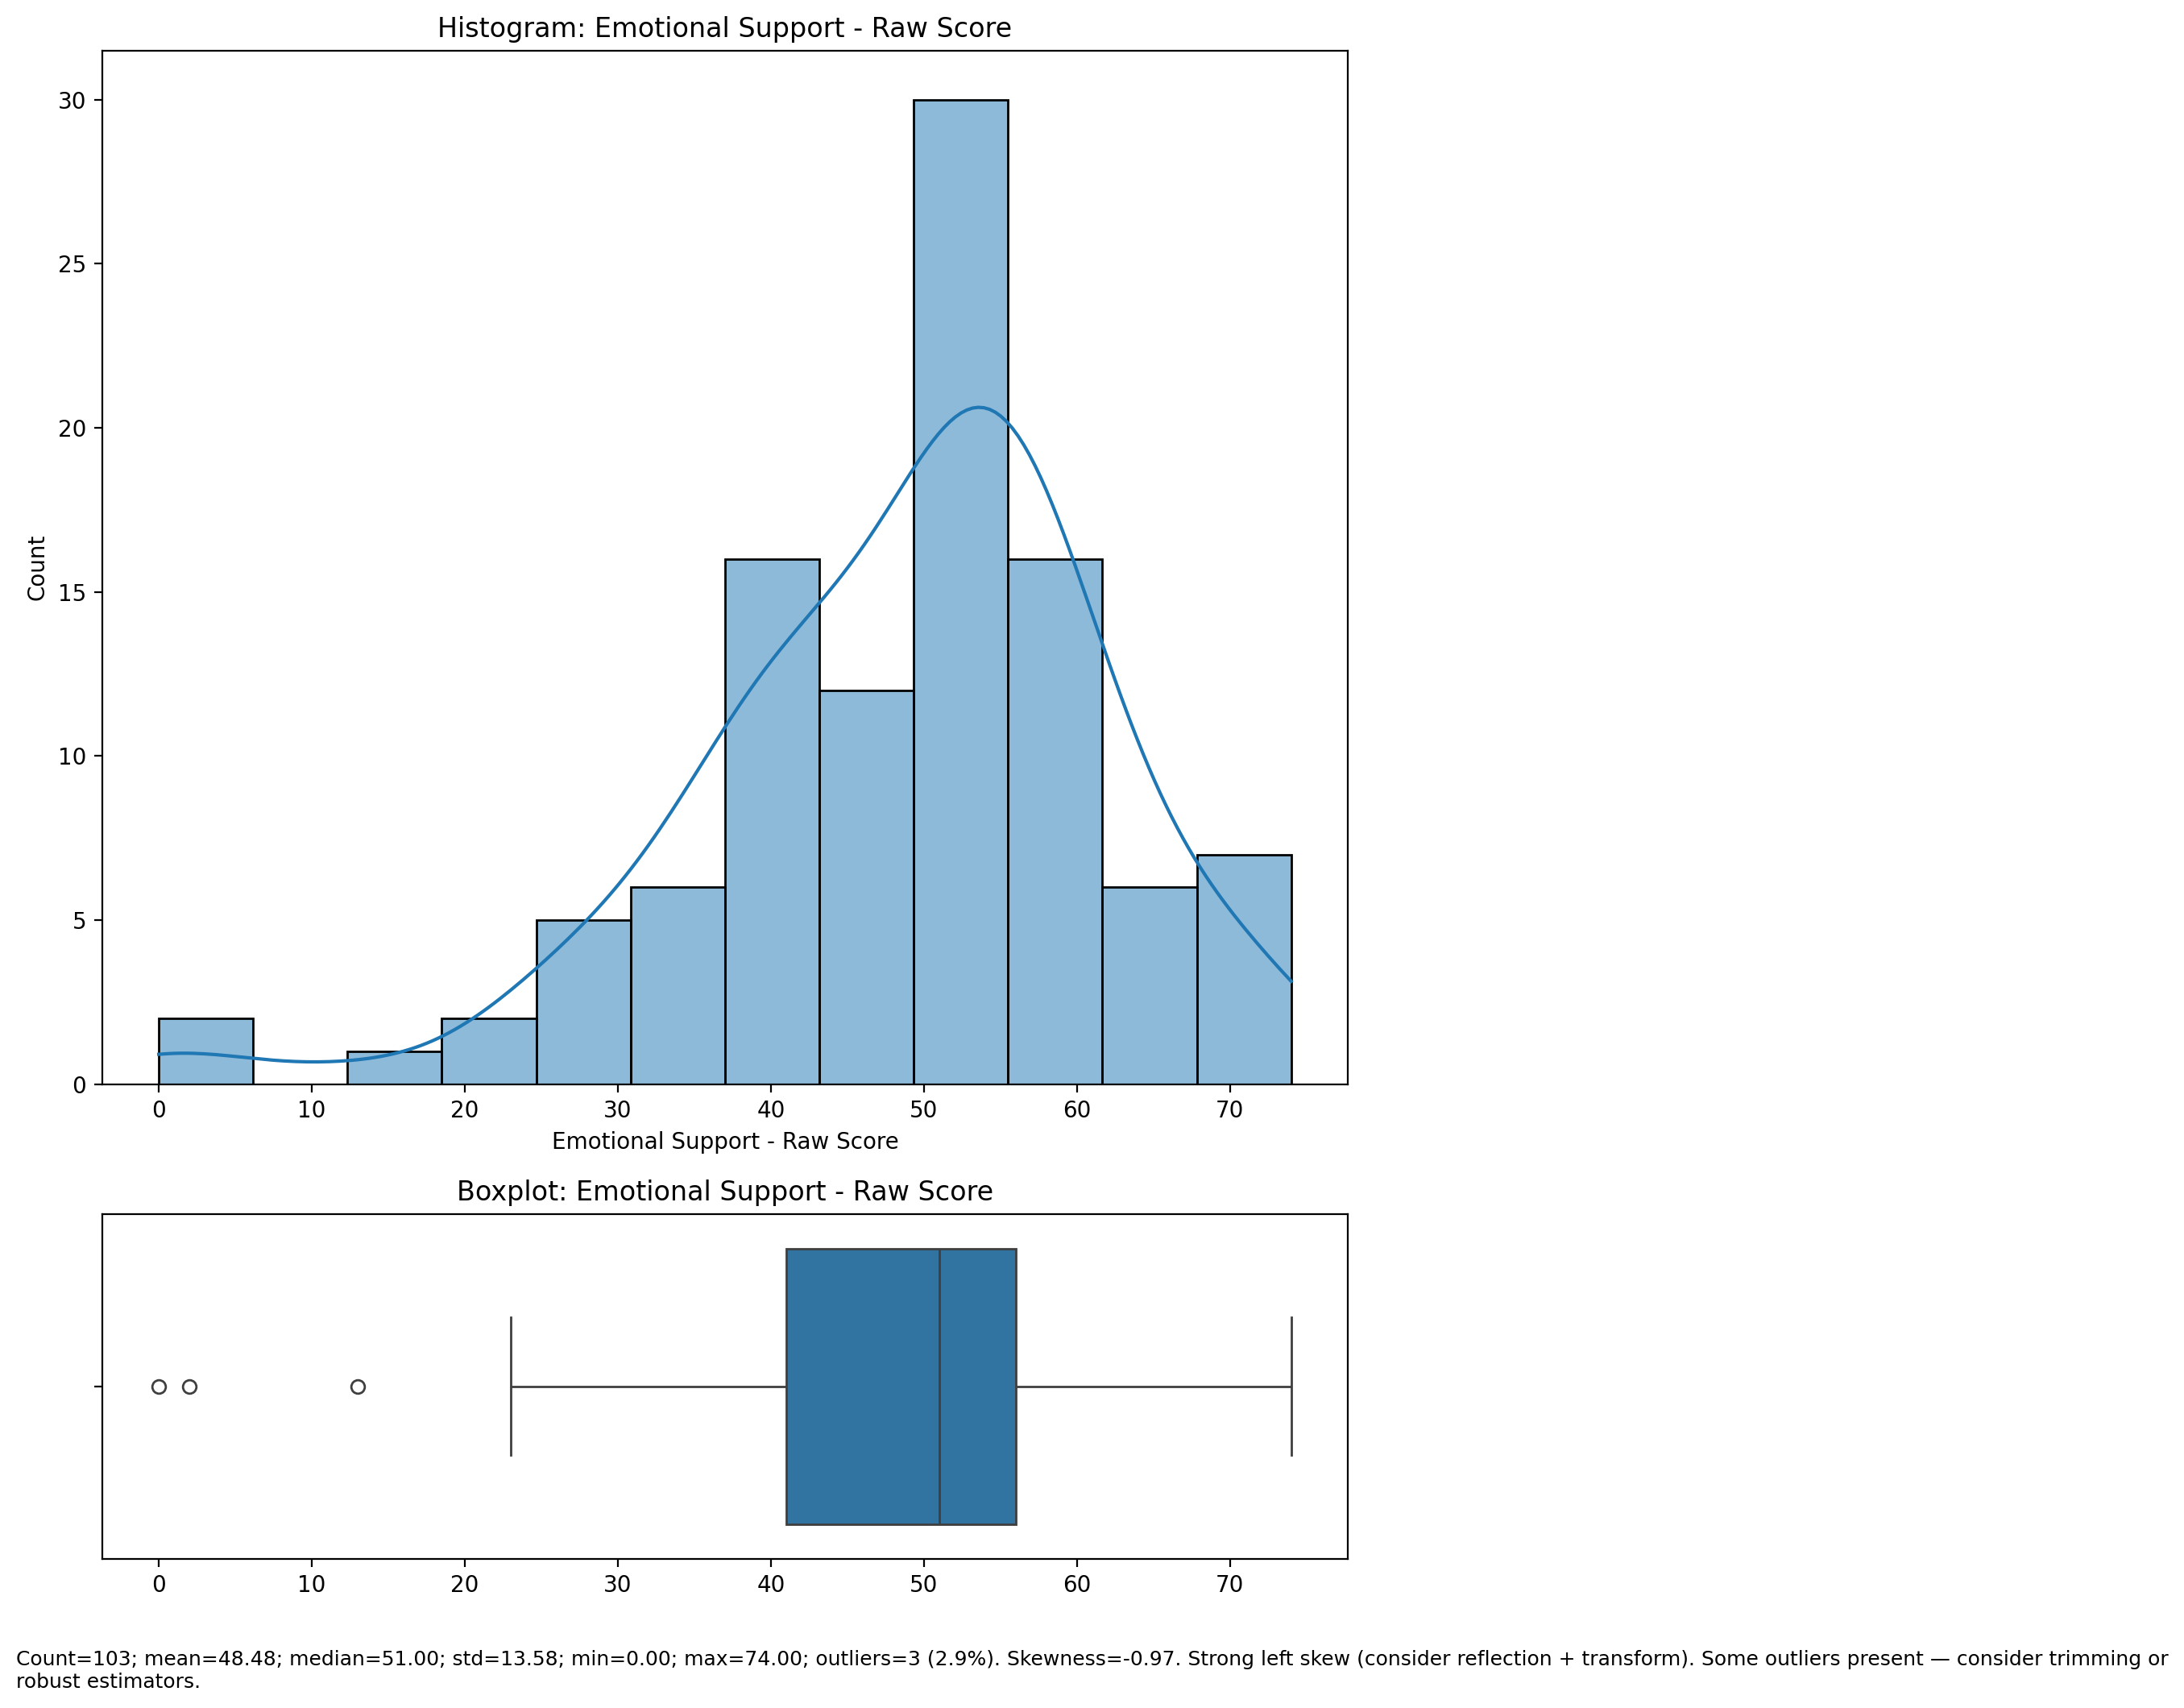 Histogram: Emotional Support - Raw Score
30
25
20
15
10
5
0
Count
0 10 20 30 40 50 60 70
Emotional Support - Raw Score
Boxplot: Emotional Support - Raw Score
0 10 20 30 40 50 60 70
Count=103; mean=48.48; median=51.00; std=13.58; min=0.00; max=74.00; outliers=3 (2.9%). Skewness=-0.97. Strong left skew (consider reflection + transform). Some outliers present — consider trimming or
robust estimators.